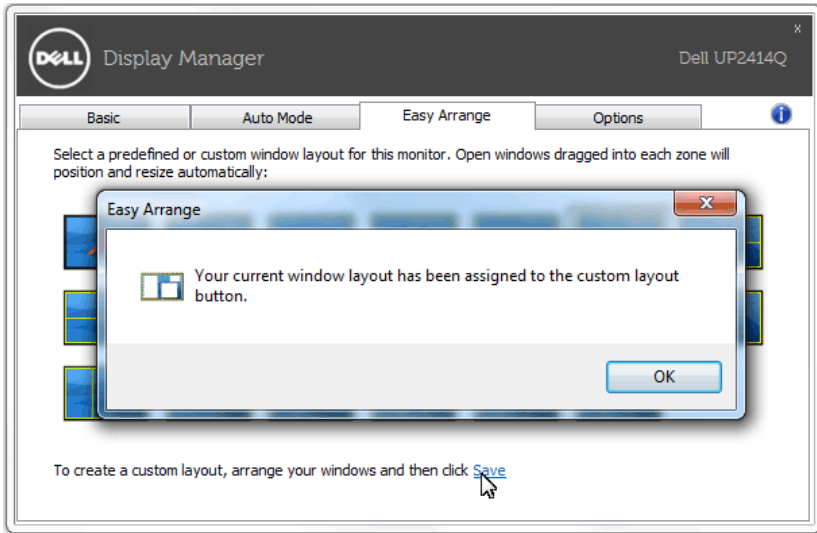 x
DELL Display Manager
Dell UP2414Q
Basic Auto Mode Easy Arrange Options i
Select a predefined or custom window layout for this monitor. Open windows dragged into each zone will
position and resize automatically:
Easy Arrange x
Your current window layout has been assigned to the custom layout
button.
OK
To create a custom layout, arrange your windows and then click Save